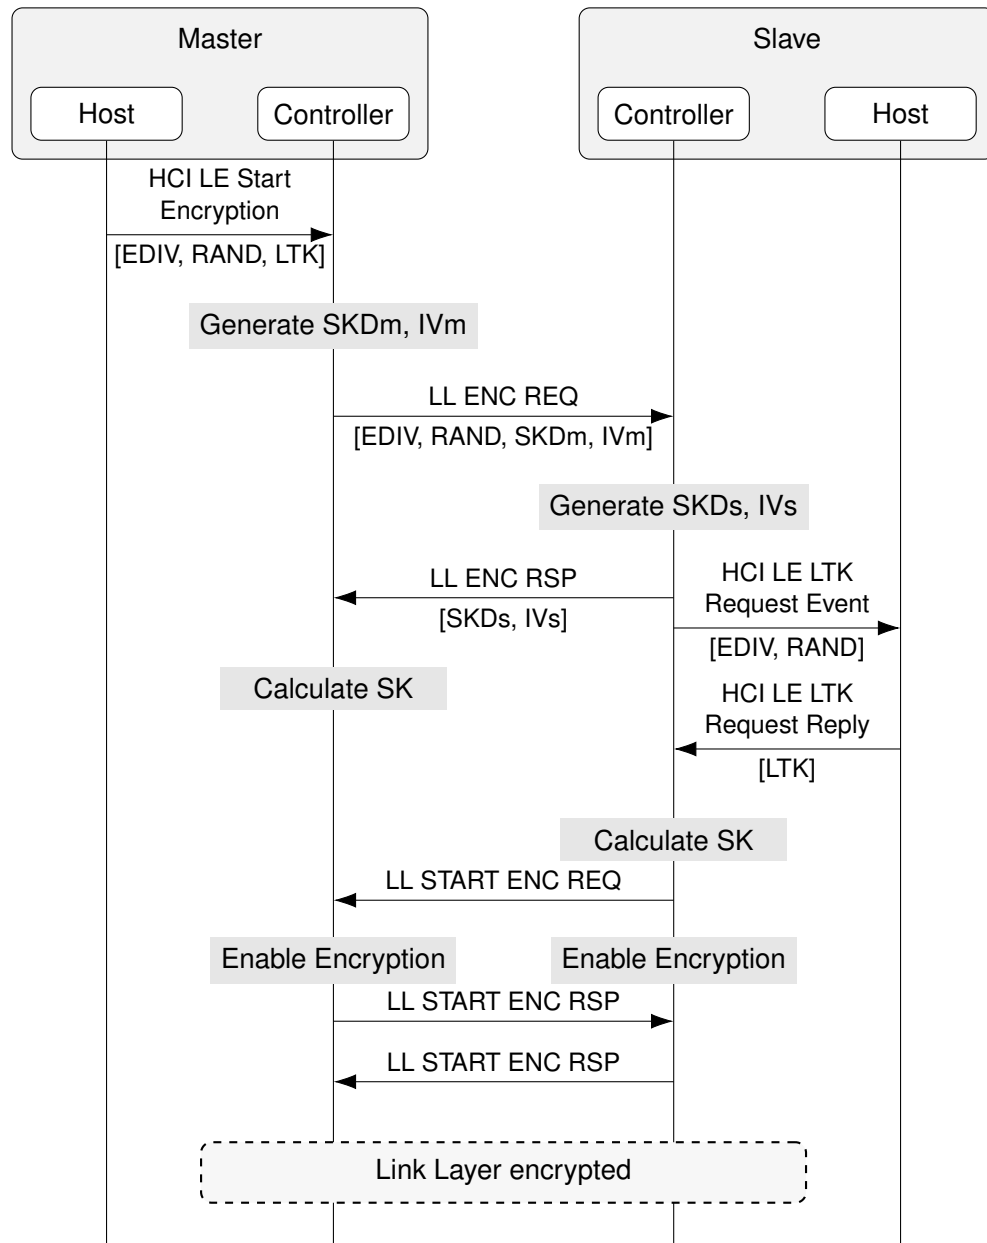 Master
Slave
Host
Controller
Controller
Host
HCI LE Start
Encryption
[EDIV, RAND, LTK]
Generate SKDm, IVm
LL ENC REQ
[EDIV, RAND, SKDm, IVm]
Generate SKDs, IVs
LL ENC RSP
[SKDs, IVs]
HCI LE LTK
Request Event
[EDIV, RAND]
Calculate SK
HCI LE LTK
Request Reply
[LTK]
Calculate SK
LL START ENC REQ
Enable Encryption
Enable Encryption
LL START ENC RSP
LL START ENC RSP
Link Layer encrypted